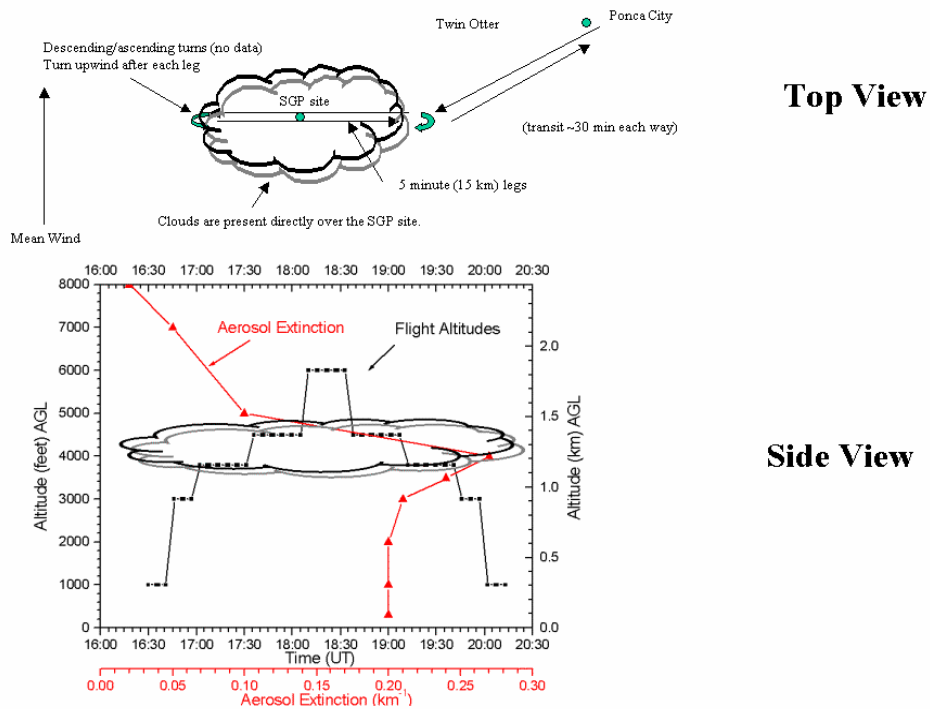 Twin Otter
Ponca City
Descending/ascending turns (no data)
Turn upwind after each leg
SGP site
Top View
(transit ~30 min each way)
5 minute (15 km) legs
Clouds are present directly over the SGP site.
Mean Wind
16:00 16:30 17:00 17:30 18:00 18:30 19:00 19:30 20:00 20:30
8000
7000
6000
5000
4000
3000
2000
1000
0
Altitude (feet) AGL
Aerosol Extinction
Flight Altitudes
2.0
1.5
1.0
0.5
0.0
Altitude (km) AGL
Side View
16:00 16:30 17:00 17:30 18:00 18:30 19:00 19:30 20:00 20:30
Time (UT)
0.00 0.05 0.10 0.15 0.20 0.25 0.30
Aerosol Extinction (km-1)